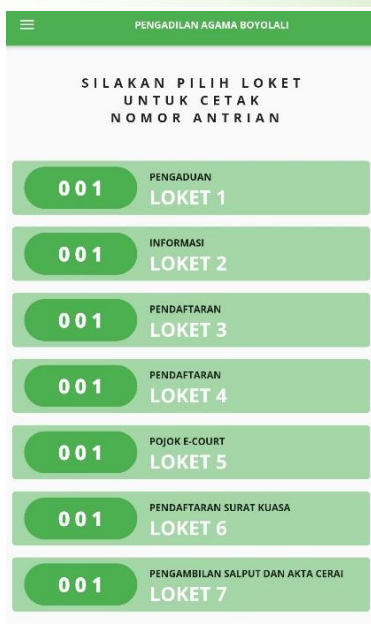 PENGADILAN AGAMA BOYOLALI
SILAKAN PILIH LOKET
UNTUK CETAK
NOMOR ANTRIAN
001
PENGADUAN
LOKET 1
001
INFORMASI
LOKET 2
001
PENDAFTARAN
LOKET 3
001
PENDAFTARAN
LOKET 4
001
POJOK E-COURT
LOKET 5
001
PENDAFTARAN SURAT KUASA
LOKET 6
001
PENGAMBILAN SALPUT DAN AKTA CERAI
LOKET 7